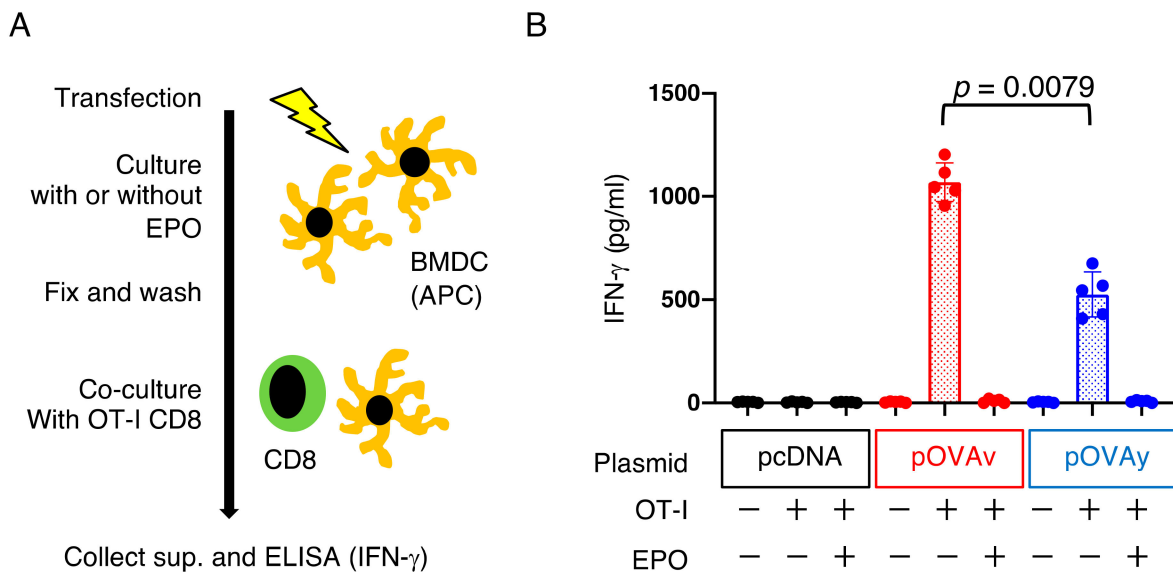 A
Transfection
Culture
with or without
EPO
BMDC
(APC)
Fix and wash
Co-culture
With OT-I CD8
CD8
Collect sup. and ELISA (IFN-γ)
B
p = 0.0079
IFN-γ (pg/ml)
1500
1000
500
0
Plasmid pcDNA pOVAv pOVAy
OT-I − + + − + + − + +
EPO − − + − − + − − +